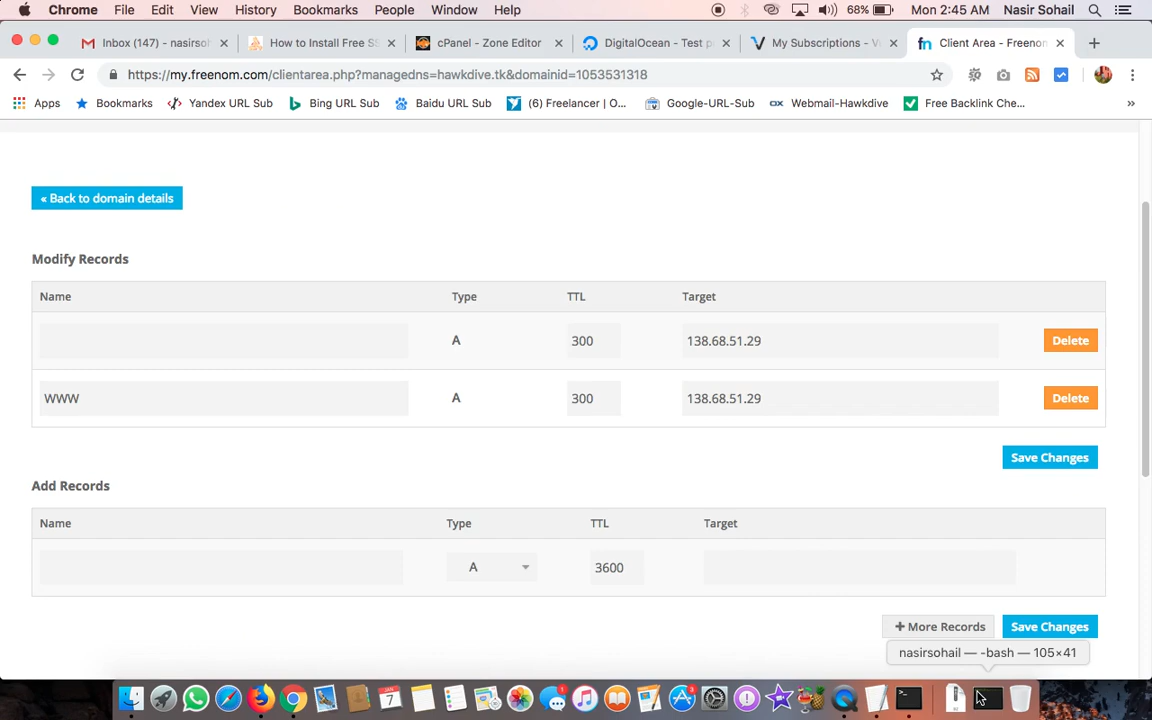 Chrome File Edit View History Bookmarks People Window Help 68% Mon 2:45 AM Nasir Sohail
Inbox (147) - nasirsoh
How to Install Free SS
cPanel - Zone Editor
DigitalOcean - Test p
My Subscriptions - V
Client Area - Freenom
https://my.freenom.com/clientarea.php?managedns=hawkdive.tk&domainid=1053531318
Apps Bookmarks Yandex URL Sub Bing URL Sub Baidu URL Sub (6) Freelancer | O... Google-URL-Sub Webmail-Hawkdive Free Backlink Che... »
« Back to domain details
Modify Records
Name Type TTL Target
A 300 138.68.51.29 Delete
WWW A 300 138.68.51.29 Delete
Save Changes
Add Records
Name Type TTL Target
A 3600
+ More Records Save Changes
nasirsohail — -bash — 105×41